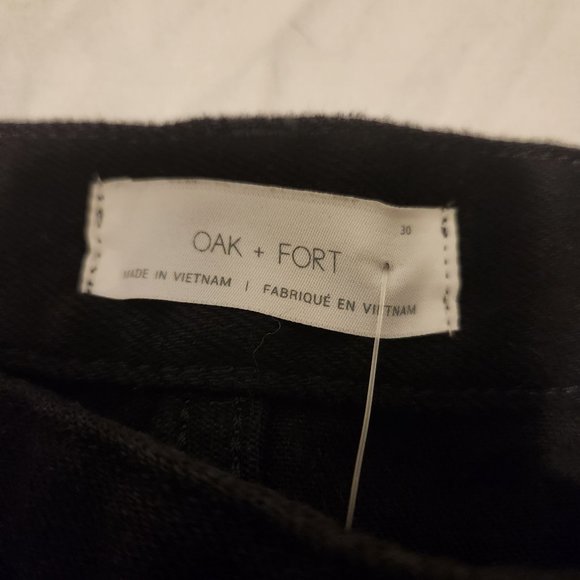 30
OAK + FORT
MADE IN VIETNAM | FABRIQUÉ EN VIETNAM